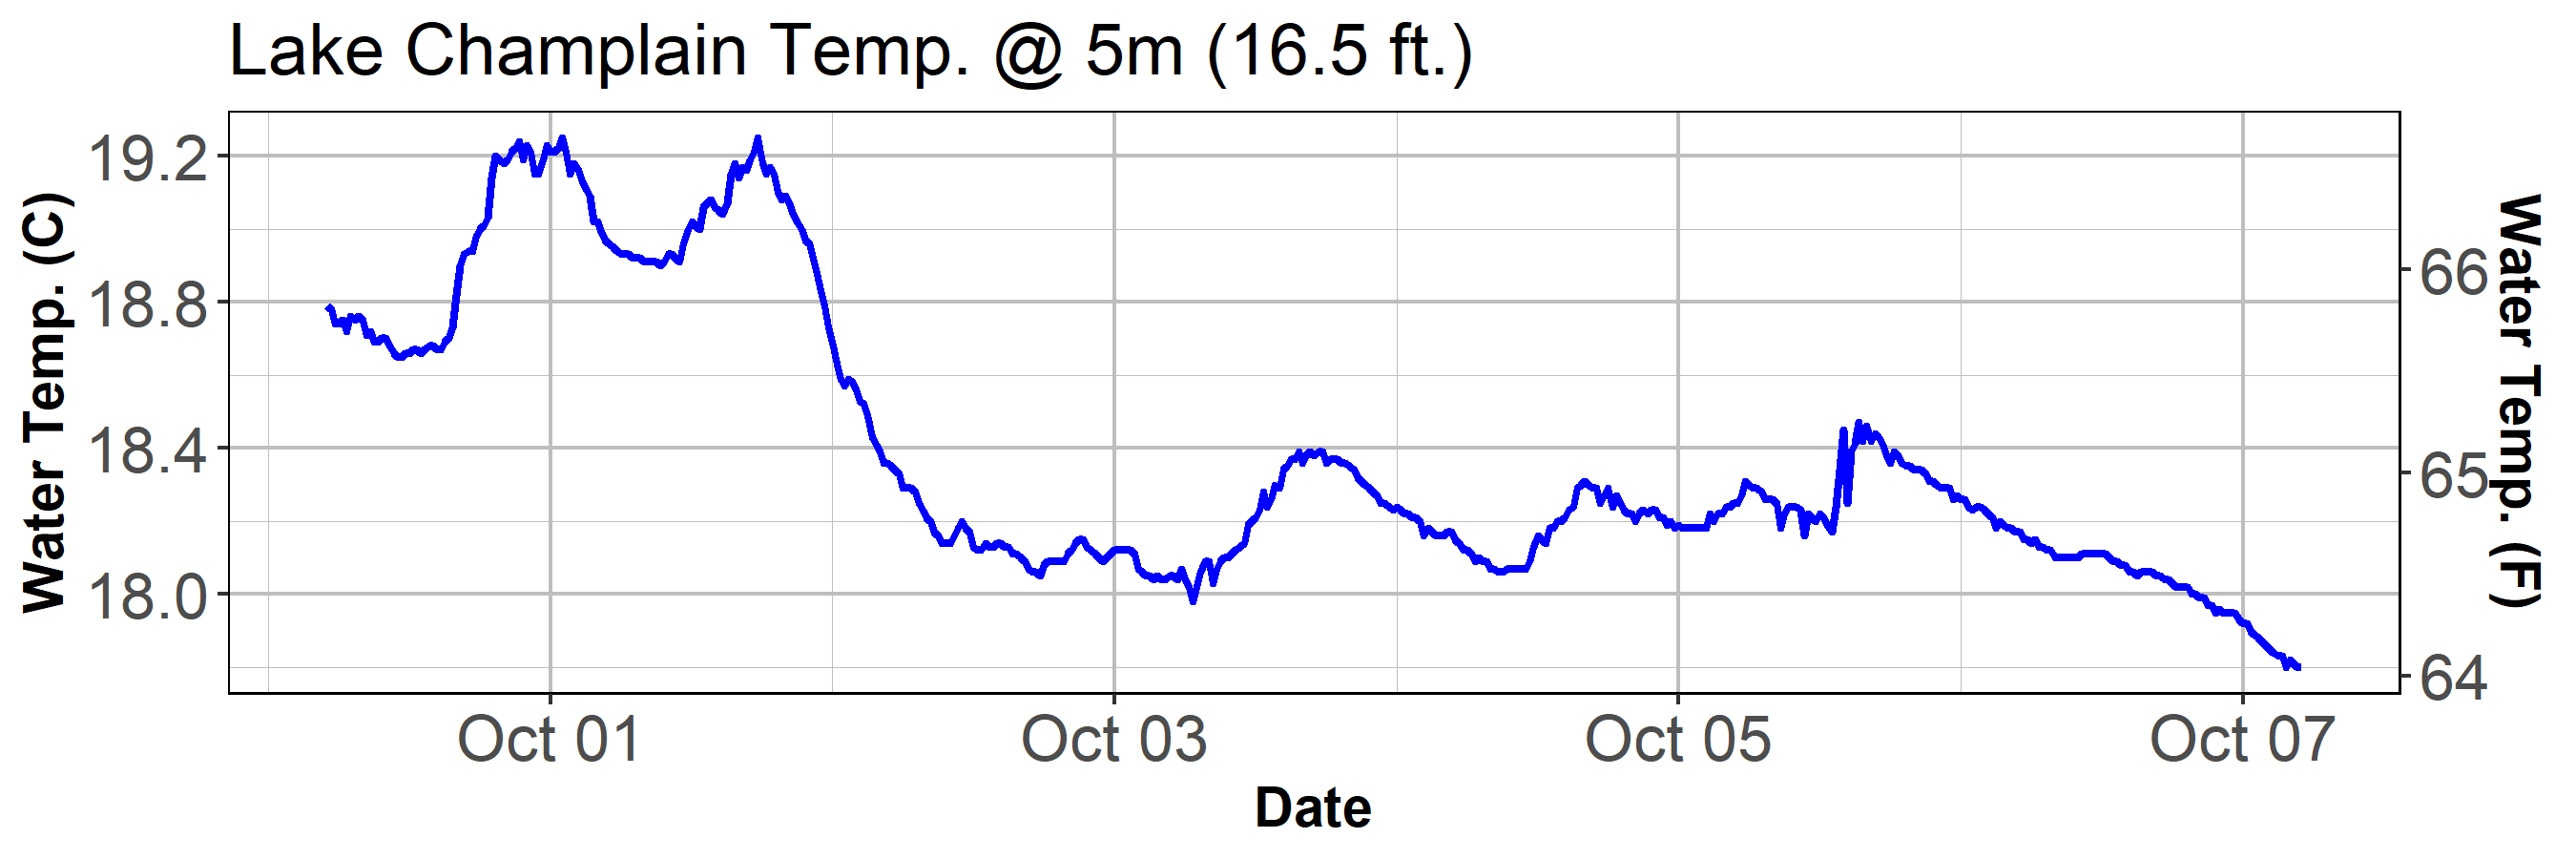 Lake Champlain Temp. @ 5m (16.5 ft.)
Water Temp. (C)
19.2
18.8
18.4
18.0
66
65
64
Water Temp. (F)
Oct 01 Oct 03 Oct 05 Oct 07
Date